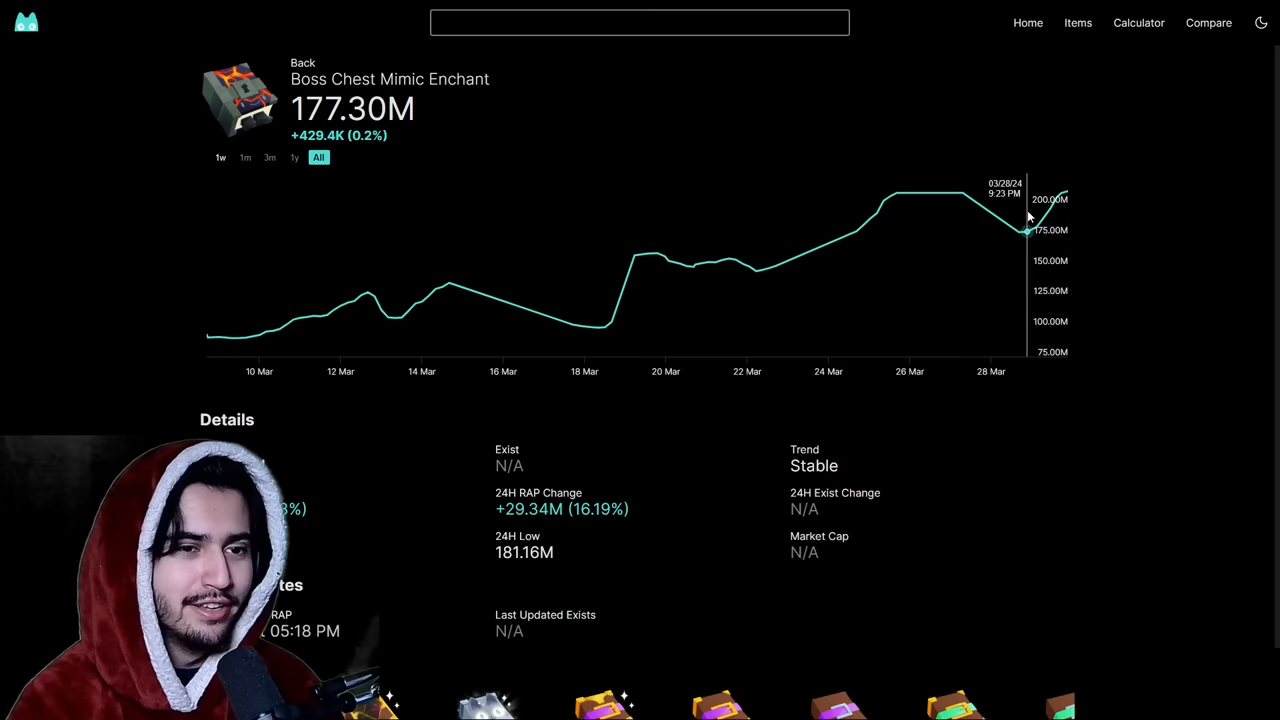 Home Items Calculator Compare
Back
Boss Chest Mimic Enchant
177.30M
+429.4K (0.2%)
1w 1m 3m 1y All
03/28/24
9:23 PM
200.00M
175.00M
150.00M
125.00M
100.00M
75.00M
10 Mar 12 Mar 14 Mar 16 Mar 18 Mar 20 Mar 22 Mar 24 Mar 26 Mar 28 Mar
Details
Exist
N/A
Trend
Stable
24H RAP Change
+29.34M (16.19%)
24H Exist Change
N/A
24H Low
181.16M
Market Cap
N/A
RAP
05:18 PM
Last Updated Exists
N/A